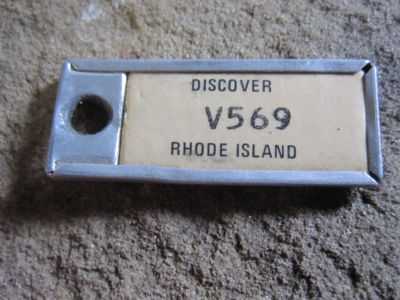 DISCOVER
V569
RHODE ISLAND